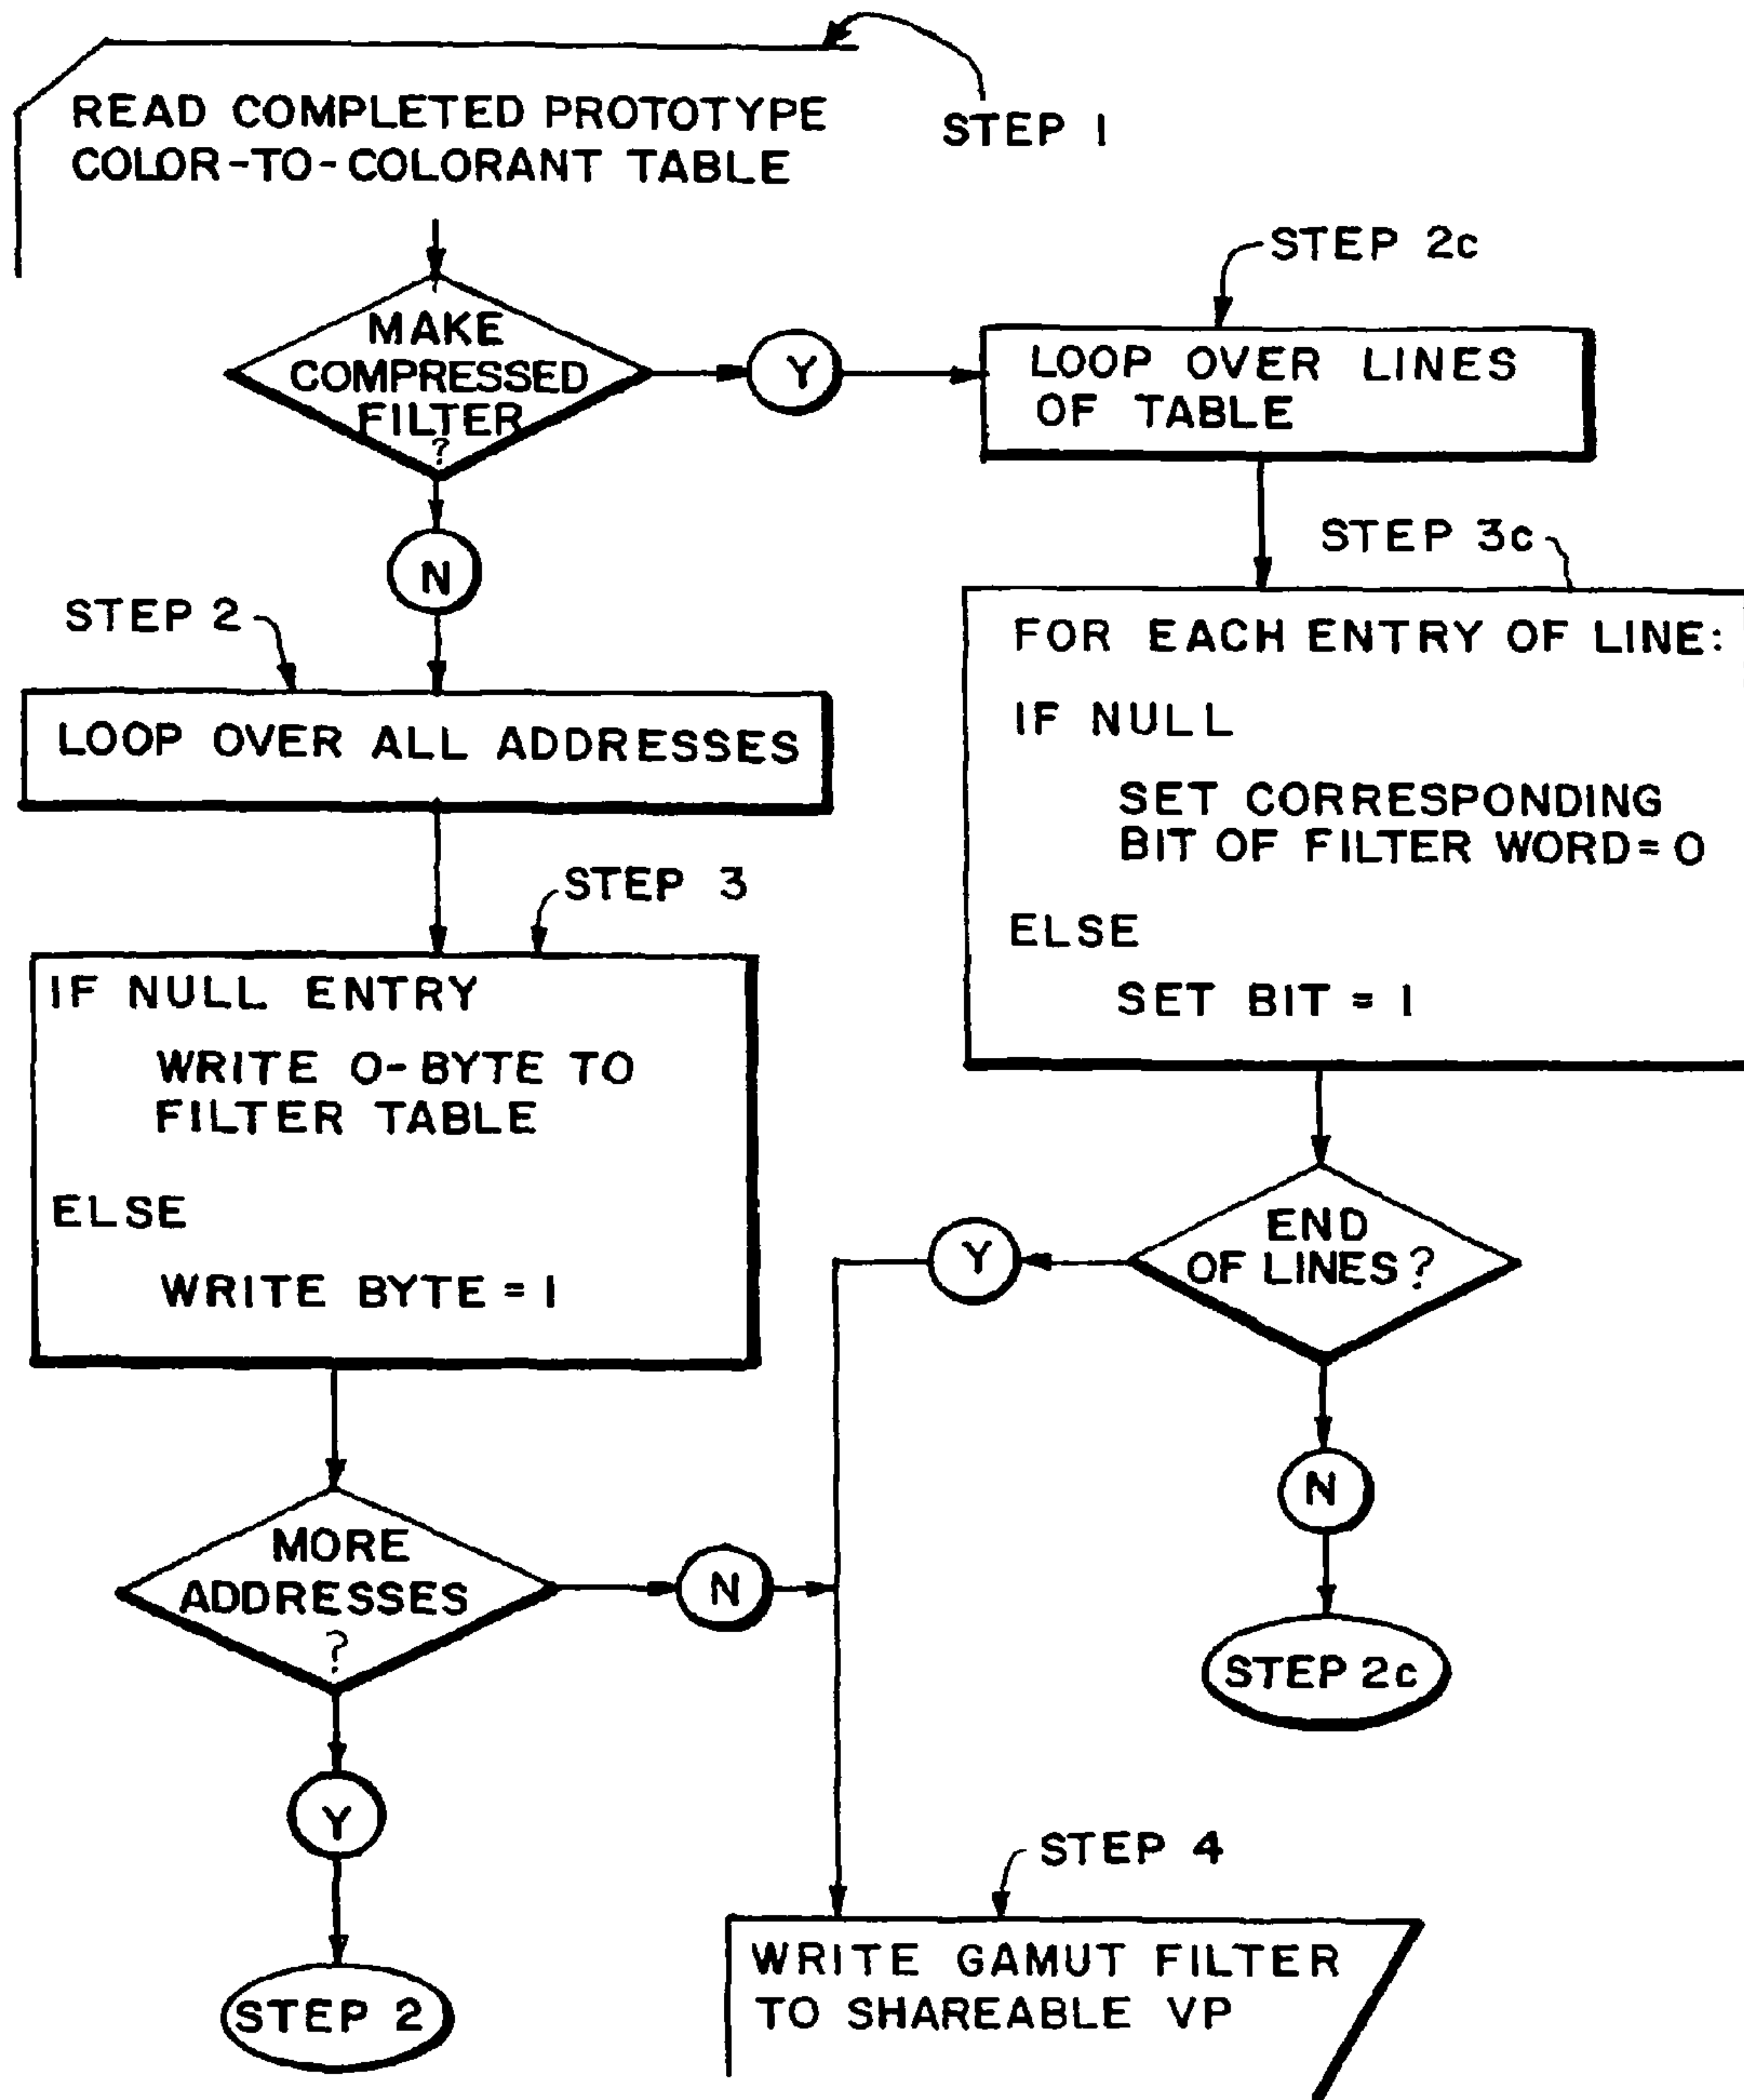 READ COMPLETED PROTOTYPE
COLOR-TO-COLORANT TABLE
STEP 1
MAKE
COMPRESSED
FILTER
?
Y
STEP 2c
LOOP OVER LINES
OF TABLE
N
STEP 2
LOOP OVER ALL ADDRESSES
STEP 3c
FOR EACH ENTRY OF LINE:
IF NULL
SET CORRESPONDING
BIT OF FILTER WORD=0
ELSE
SET BIT = 1
STEP 3
IF NULL ENTRY
WRITE 0-BYTE TO
FILTER TABLE
ELSE
WRITE BYTE = 1
END
OF LINES?
Y
N
STEP 2c
MORE
ADDRESSES
?
N
Y
STEP 2
STEP 4
WRITE GAMUT FILTER
TO SHAREABLE VP